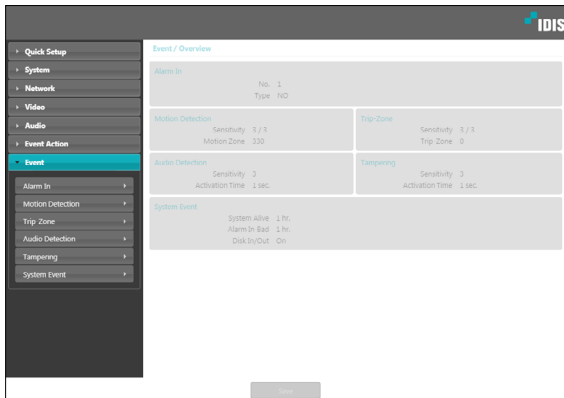 IDIS
Quick Setup
System
Network
Video
Audio
Event Action
Event
Alarm In
Motion Detection
Trip-Zone
Audio Detection
Tampering
System Event
Event / Overview
Alarm In
No. 1
Type NO
Motion Detection
Sensitivity 3 / 3
Motion Zone 330
Trip-Zone
Sensitivity 3 / 3
Trip-Zone 0
Audio Detection
Sensitivity 3
Activation Time 1 sec.
Tampering
Sensitivity 3
Activation Time 1 sec.
System Event
System Alive 1 hr.
Alarm In Bad 1 hr.
Disk In/Out On
Save